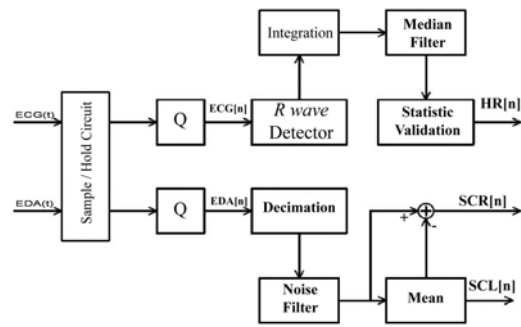 Integration
Median
Filter
ECG(t)
Sample / Hold Circuit
Q
ECG[n]
R wave
Detector
Statistic
Validation
HR[n]
EDA(t)
Q
EDA[n]
Decimation
+
-
SCR[n]
Noise
Filter
Mean
SCL[n]